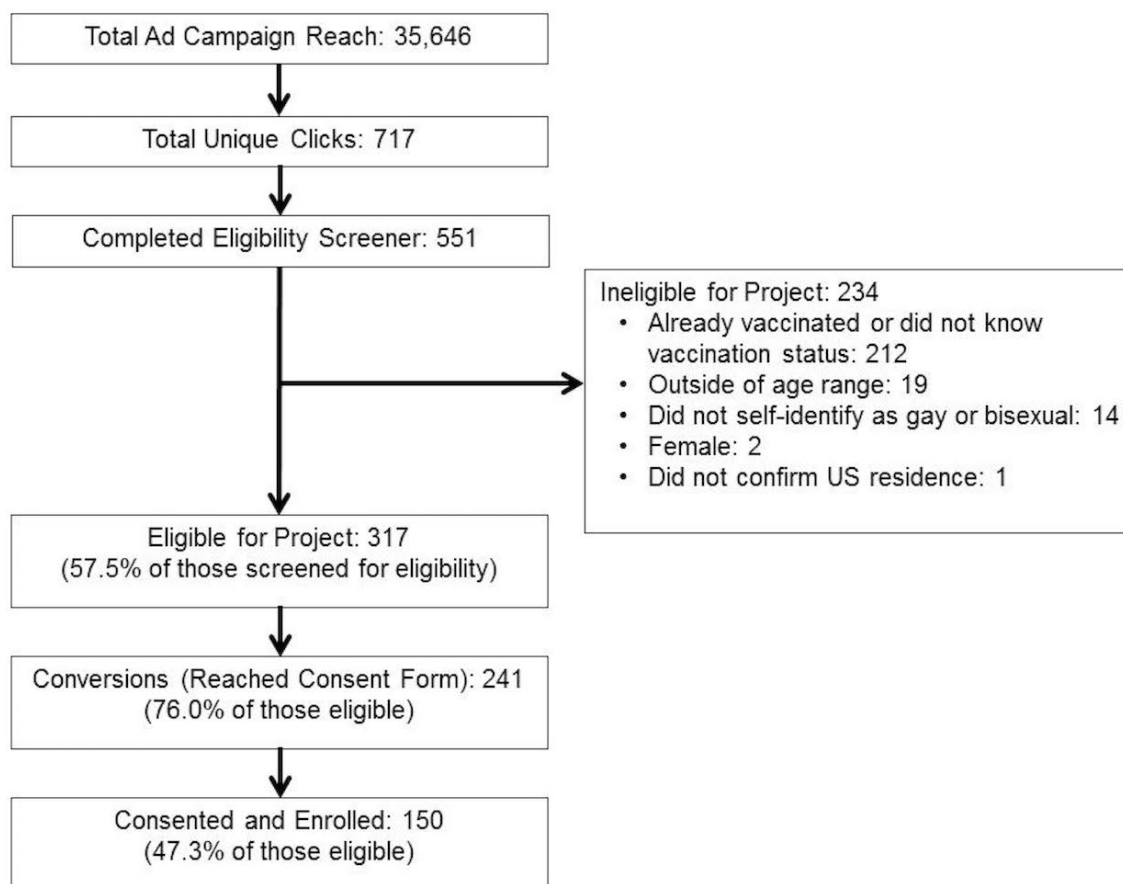 Total Ad Campaign Reach: 35,646
Total Unique Clicks: 717
Completed Eligibility Screener: 551
Ineligible for Project: 234
• Already vaccinated or did not know
vaccination status: 212
• Outside of age range: 19
• Did not self-identify as gay or bisexual: 14
• Female: 2
• Did not confirm US residence: 1
Eligible for Project: 317
(57.5% of those screened for eligibility)
Conversions (Reached Consent Form): 241
(76.0% of those eligible)
Consented and Enrolled: 150
(47.3% of those eligible)